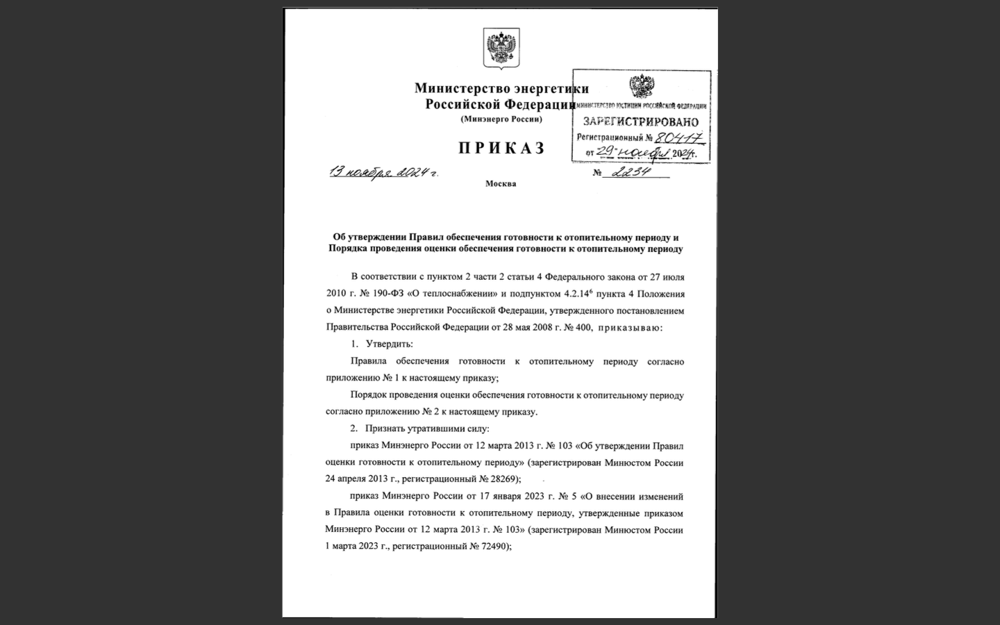 Министерство энергетики
Российской Федерации
(Минэнерго России)
ПРИКАЗ
МИНИСТЕРСТВО ЮСТИЦИИ РОССИЙСКОЙ ФЕДЕРАЦИИ
ЗАРЕГИСТРИРОВАНО
Регистрационный № 80417
от "29" ноября 2024г.
13 ноября 2024 г.
№ 2234
Москва
Об утверждении Правил обеспечения готовности к отопительному периоду и
Порядка проведения оценки обеспечения готовности к отопительному периоду
В соответствии с пунктом 2 части 2 статьи 4 Федерального закона от 27 июля
2010 г. № 190-ФЗ «О теплоснабжении» и подпунктом 4.2.14⁶ пункта 4 Положения
о Министерстве энергетики Российской Федерации, утвержденного постановлением
Правительства Российской Федерации от 28 мая 2008 г. № 400, приказываю:
1. Утвердить:
Правила обеспечения готовности к отопительному периоду согласно
приложению № 1 к настоящему приказу;
Порядок проведения оценки обеспечения готовности к отопительному периоду
согласно приложению № 2 к настоящему приказу.
2. Признать утратившими силу:
приказ Минэнерго России от 12 марта 2013 г. № 103 «Об утверждении Правил
оценки готовности к отопительному периоду» (зарегистрирован Минюстом России
24 апреля 2013 г., регистрационный № 28269);
приказ Минэнерго России от 17 января 2023 г. № 5 «О внесении изменений
в Правила оценки готовности к отопительному периоду, утвержденные приказом
Минэнерго России от 12 марта 2013 г. № 103» (зарегистрирован Минюстом России
1 марта 2023 г., регистрационный № 72490);